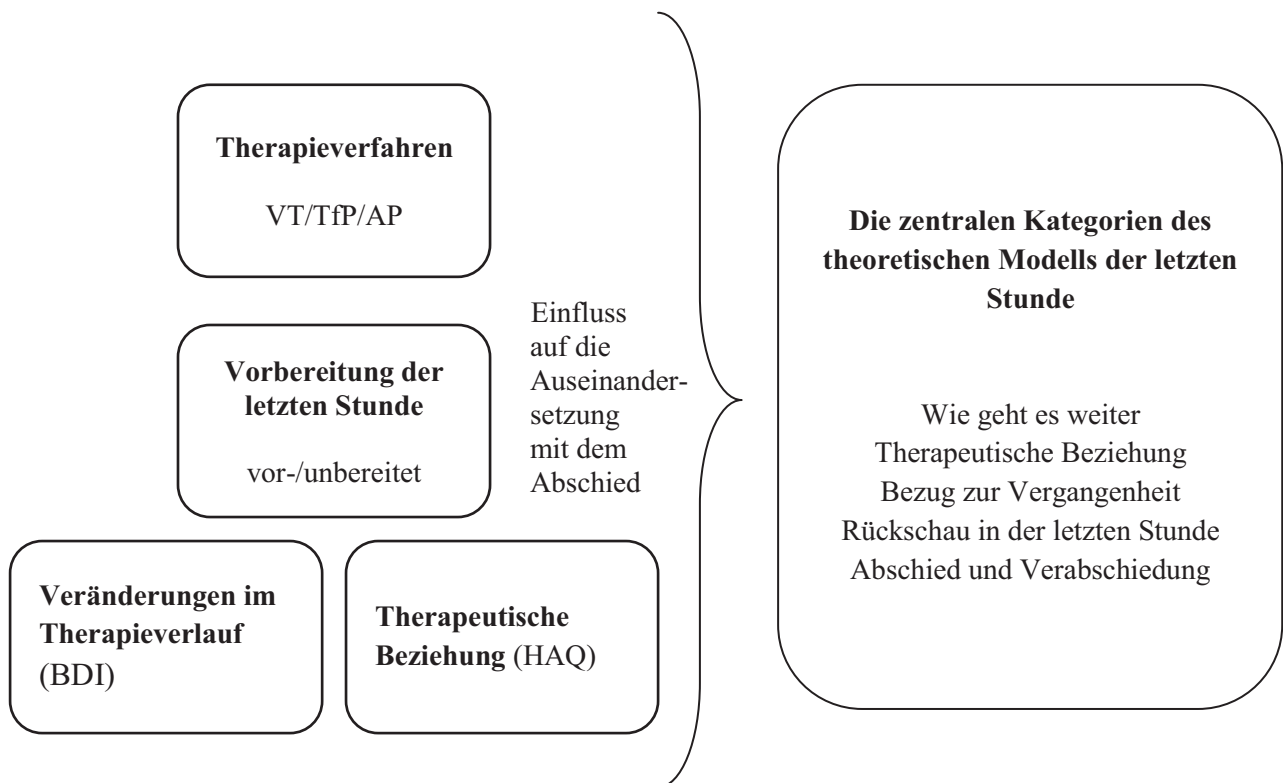 Therapieverfahren
VT/TfP/AP
Vorbereitung der
letzten Stunde
vor-/unbereitet
Veränderungen im
Therapieverlauf
(BDI)
Therapeutische
Beziehung (HAQ)
Einfluss
auf die
Auseinander-
setzung
mit dem
Abschied
Die zentralen Kategorien des
theoretischen Modells der letzten
Stunde
Wie geht es weiter
Therapeutische Beziehung
Bezug zur Vergangenheit
Rückschau in der letzten Stunde
Abschied und Verabschiedung